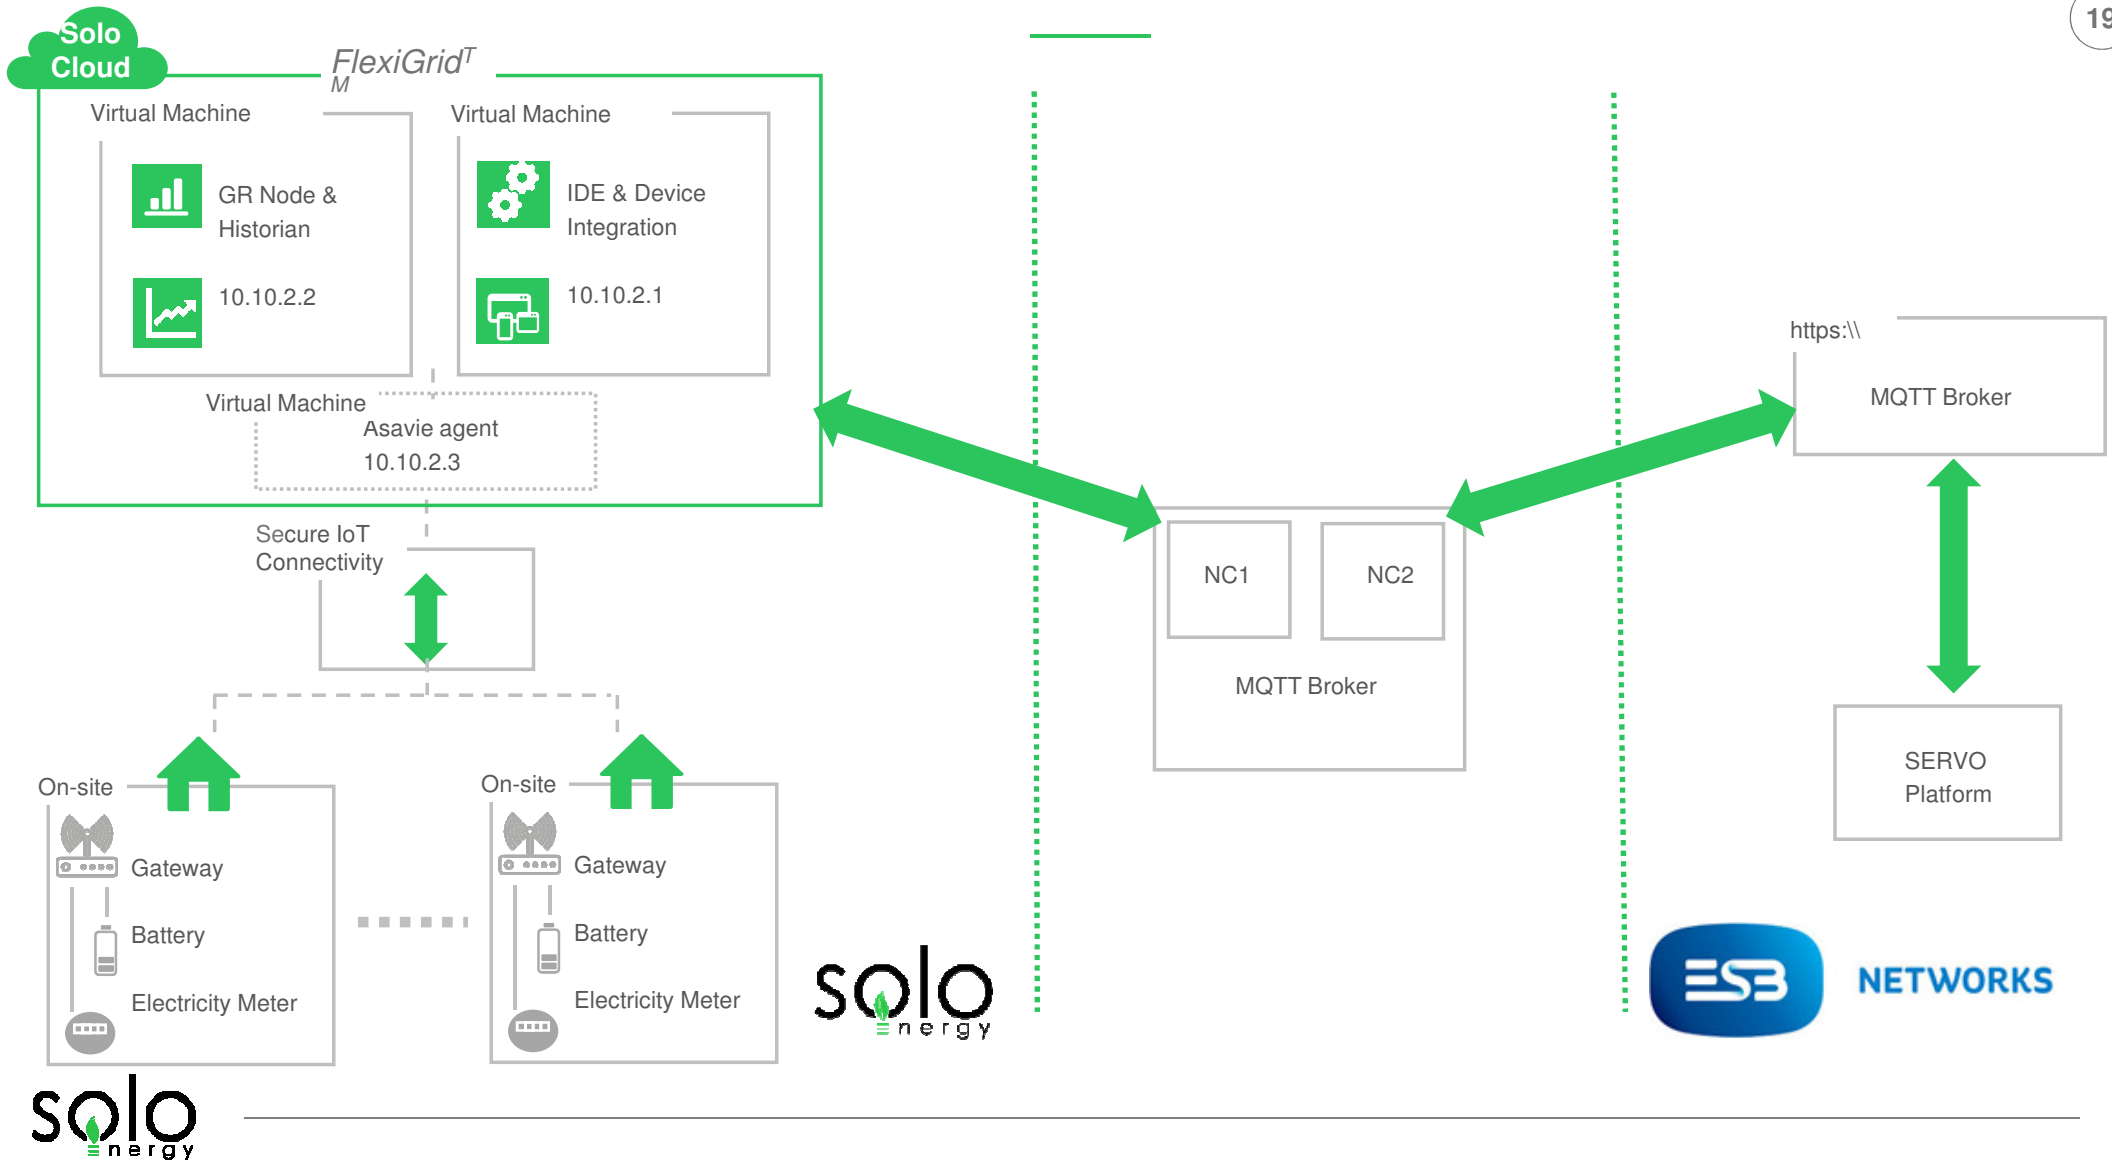 19
Solo
Cloud
FlexiGridT
M
Virtual Machine
GR Node &
Historian
10.10.2.2
Virtual Machine
IDE & Device
Integration
10.10.2.1
Virtual Machine
Asavie agent
10.10.2.3
Secure IoT
Connectivity
On-site
Gateway
Battery
Electricity Meter
On-site
Gateway
Battery
Electricity Meter
solo
energy
NC1
NC2
MQTT Broker
https:\\
MQTT Broker
SERVO
Platform
ESB NETWORKS
solo
energy